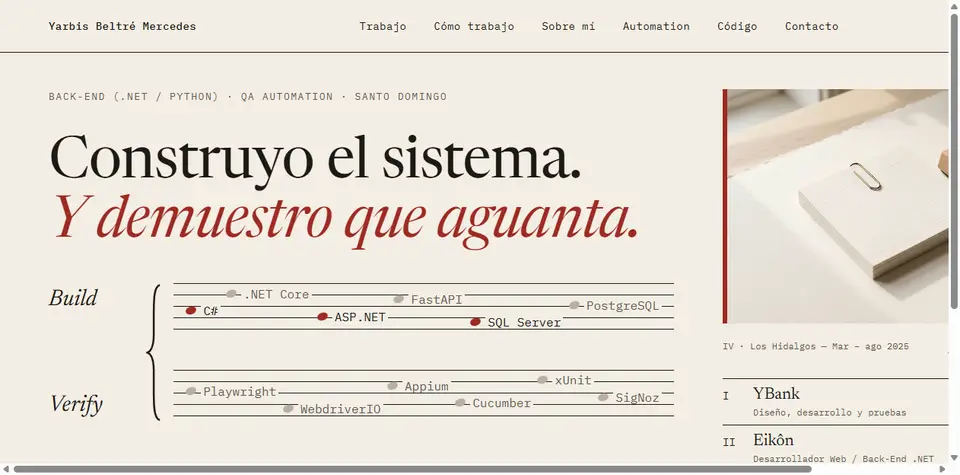 Yarbis Beltré Mercedes
Trabajo Cómo trabajo Sobre mí Automation Código Contacto
BACK-END (.NET / PYTHON) · QA AUTOMATION · SANTO DOMINGO
Construyo el sistema.
Y demuestro que aguanta.
Build
.NET Core FastAPI PostgreSQL
C# ASP.NET SQL Server
Verify
Playwright Appium xUnit SigNoz
WebdriverIO Cucumber
IV · Los Hidalgos — Mar – ago 2025
I YBank
Diseño, desarrollo y pruebas
II Eikôn
Desarrollador Web / Back-End .NET